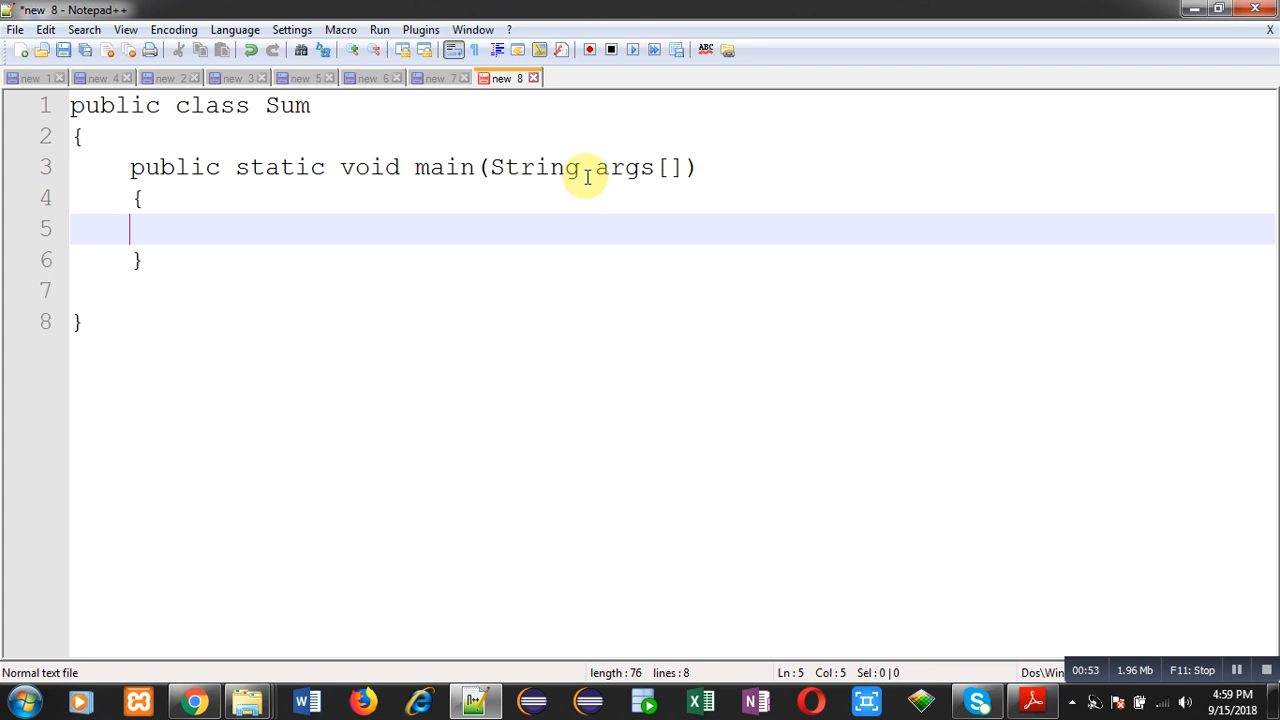 *new 8 - Notepad++
File Edit Search View Encoding Language Settings Macro Run Plugins Window ? X
new 1 new 4 new 2 new 3 new 5 new 6 new 7 new 8
1 public class Sum
2 {
3 public static void main(String args[])
4 {
5
6 }
7
8 }
Normal text file length : 76 lines : 8 Ln : 5 Col : 5 Sel : 0 | 0 Dos\Win 00:53 1.96 Mb F11: Stop
4:59 PM
9/15/2018